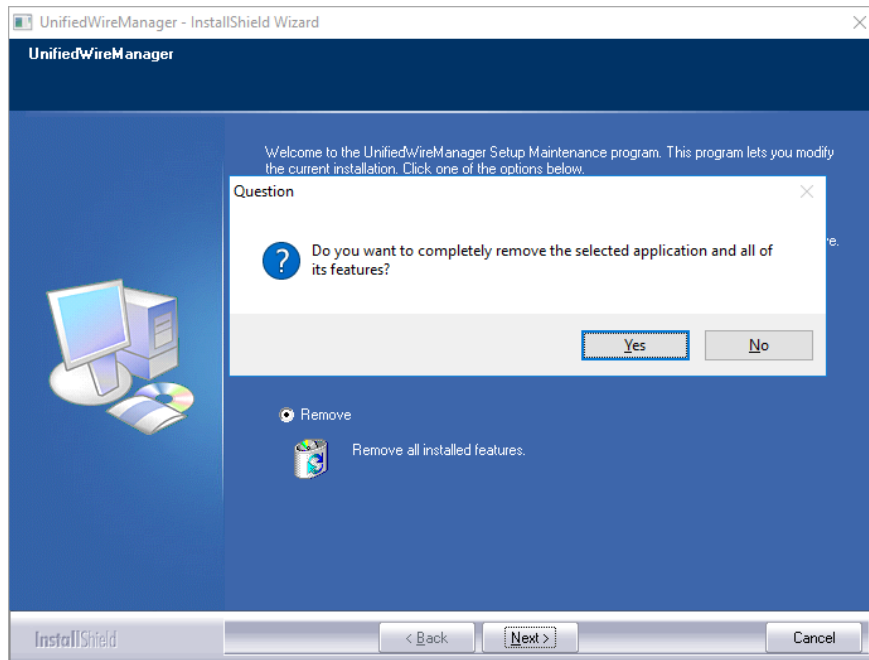 UnifiedWireManager - InstallShield Wizard
UnifiedWireManager
Welcome to the UnifiedWireManager Setup Maintenance program. This program lets you modify
the current installation. Click one of the options below.
Question
Do you want to completely remove the selected application and all of
its features?
Yes
No
Remove
Remove all installed features.
InstallShield
< Back
Next >
Cancel